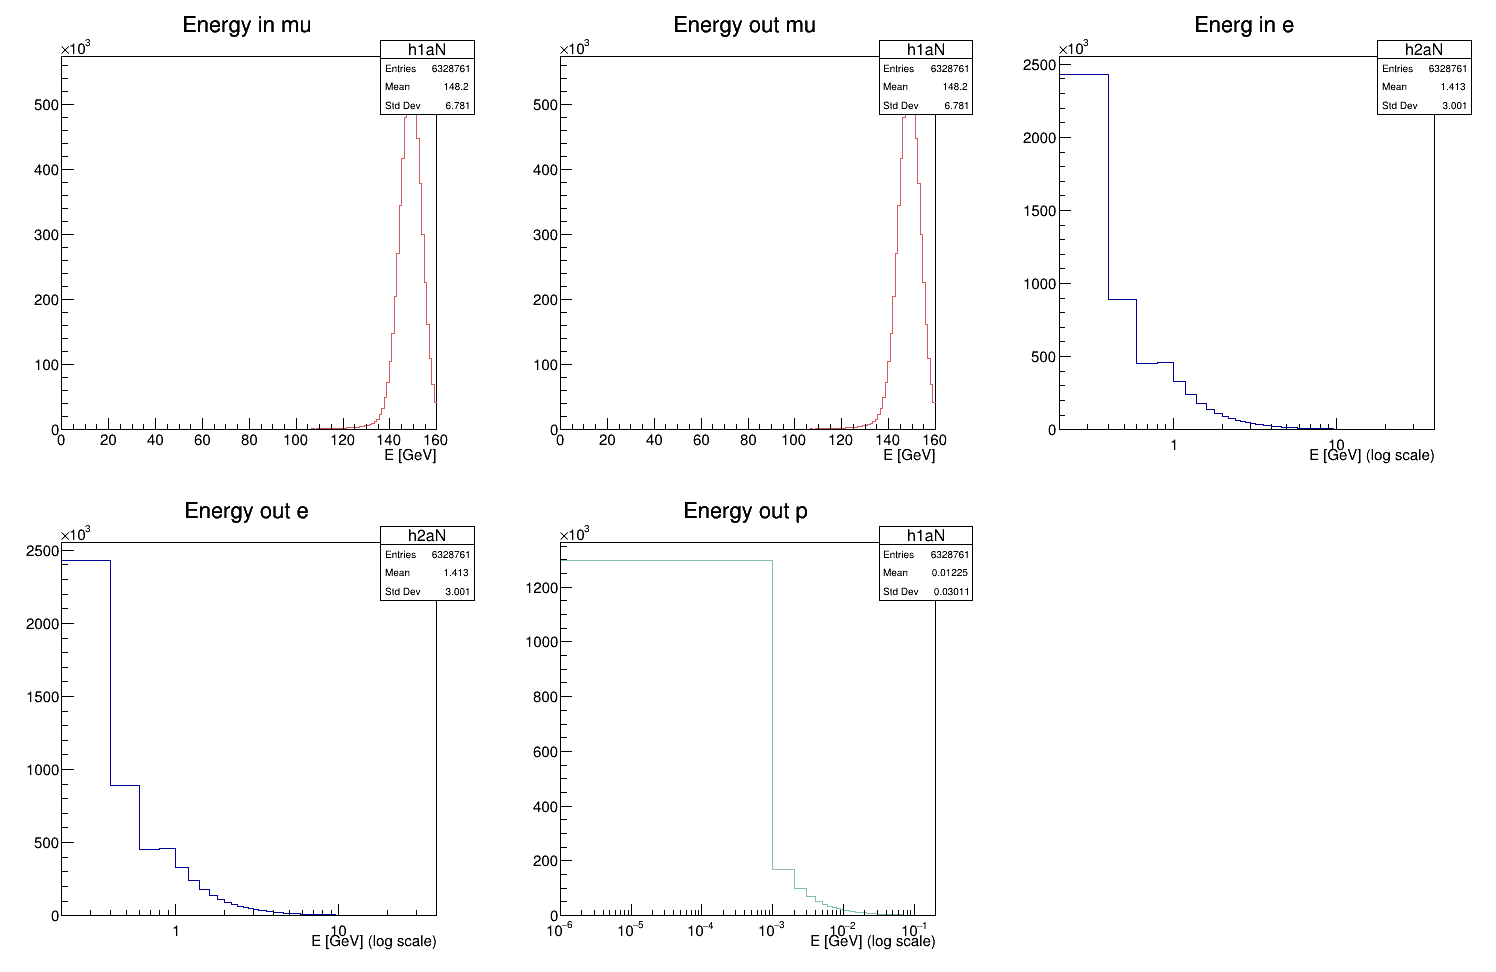 Energy in mu
×10³
h1aN
Entries 6328761
Mean 148.2
Std Dev 6.781
500
400
300
200
100
0
0 20 40 60 80 100 120 140 160
E [GeV]
Energy out mu
×10³
h1aN
Entries 6328761
Mean 148.2
Std Dev 6.781
500
400
300
200
100
0
0 20 40 60 80 100 120 140 160
E [GeV]
Energ in e
×10³
h2aN
Entries 6328761
Mean 1.413
Std Dev 3.001
2500
2000
1500
1000
500
0
1 10
E [GeV] (log scale)
Energy out e
×10³
h2aN
Entries 6328761
Mean 1.413
Std Dev 3.001
2500
2000
1500
1000
500
0
1 10
E [GeV] (log scale)
Energy out p
×10³
h1aN
Entries 6328761
Mean 0.01225
Std Dev 0.03011
1200
1000
800
600
400
200
0
10⁻⁶ 10⁻⁵ 10⁻⁴ 10⁻³ 10⁻² 10⁻¹
E [GeV] (log scale)